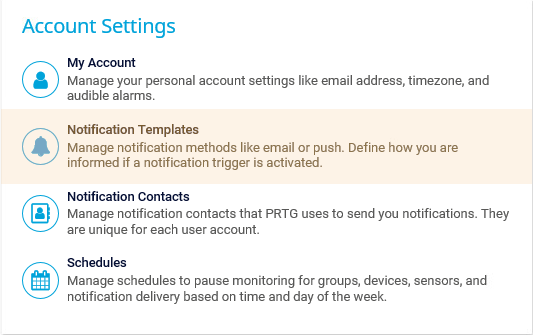 Account Settings
My Account
Manage your personal account settings like email address, timezone, and
audible alarms.
Notification Templates
Manage notification methods like email or push. Define how you are
informed if a notification trigger is activated.
Notification Contacts
Manage notification contacts that PRTG uses to send you notifications. They
are unique for each user account.
Schedules
Manage schedules to pause monitoring for groups, devices, sensors, and
notification delivery based on time and day of the week.